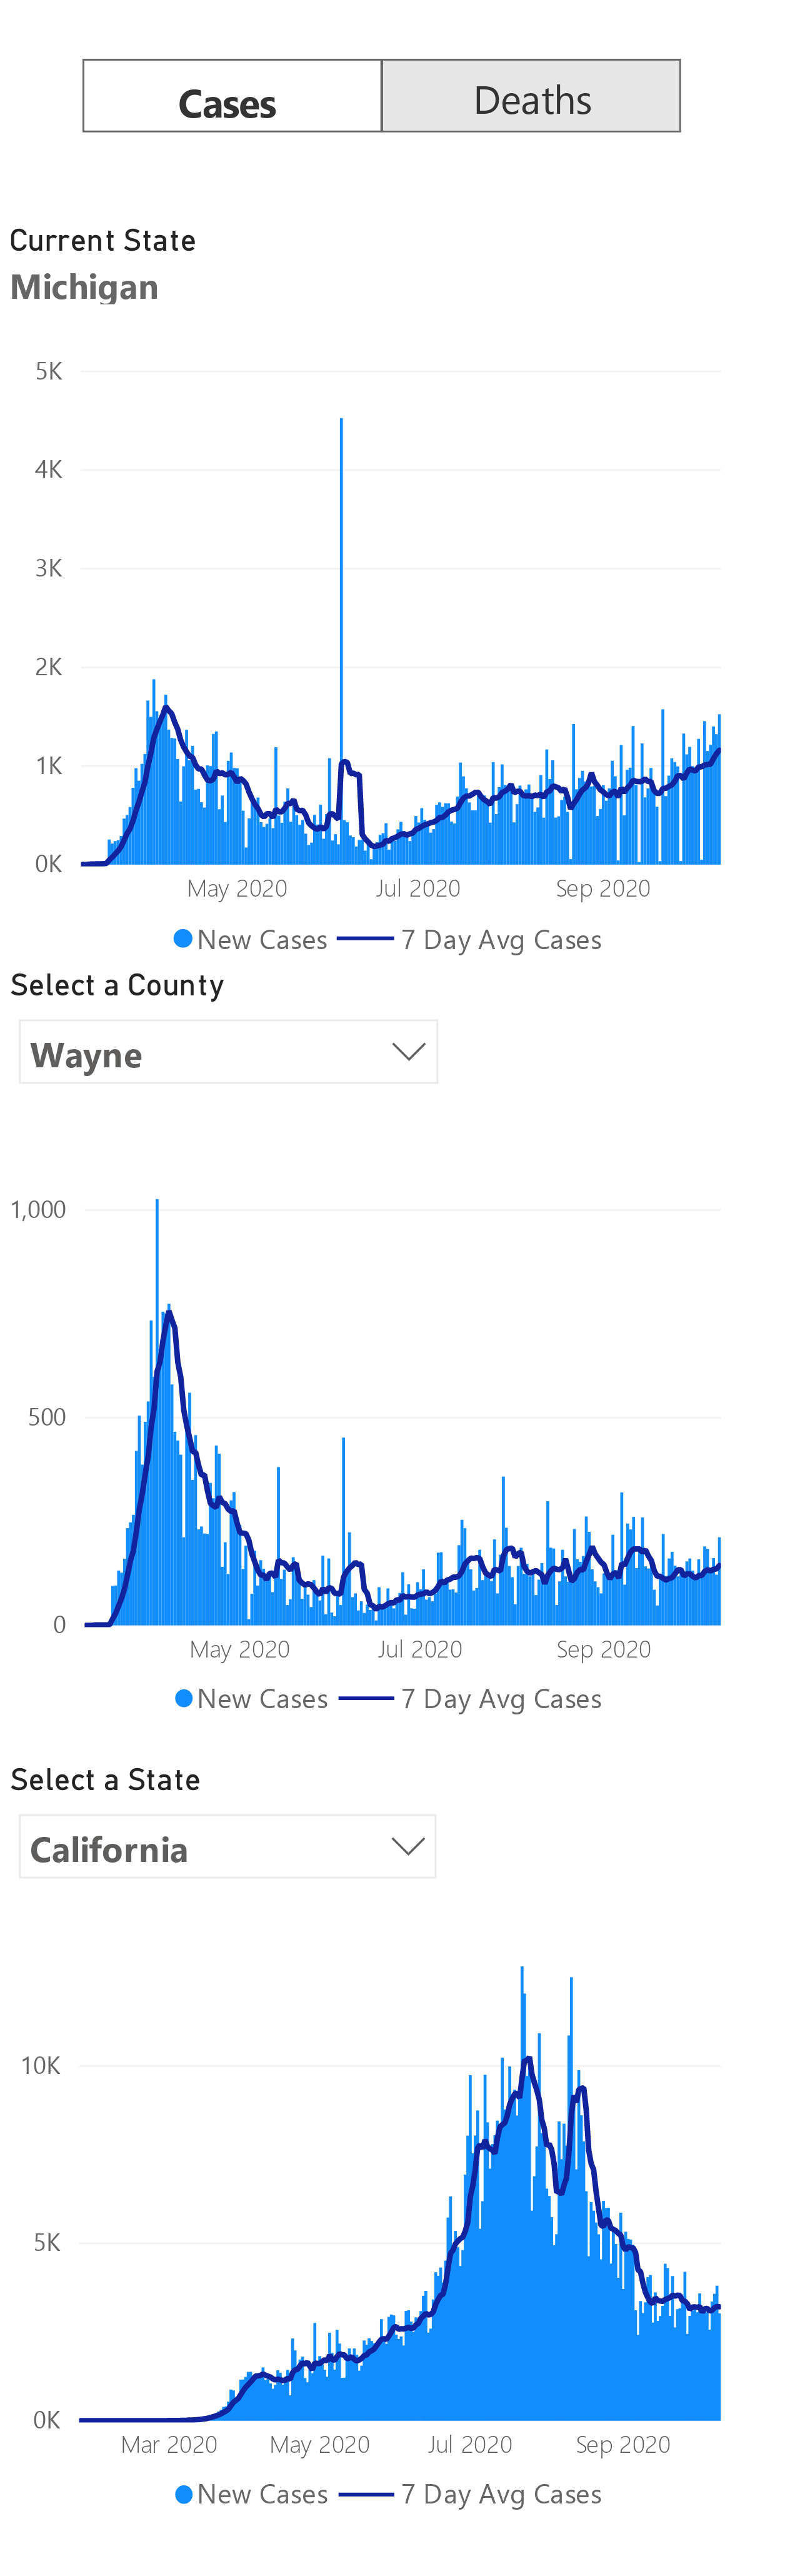 Cases Deaths
Current State
Michigan
5K
4K
3K
2K
1K
0K
May 2020 Jul 2020 Sep 2020
New Cases 7 Day Avg Cases
Select a County
Wayne
1,000
500
0
May 2020 Jul 2020 Sep 2020
New Cases 7 Day Avg Cases
Select a State
California
10K
5K
0K
Mar 2020 May 2020 Jul 2020 Sep 2020
New Cases 7 Day Avg Cases